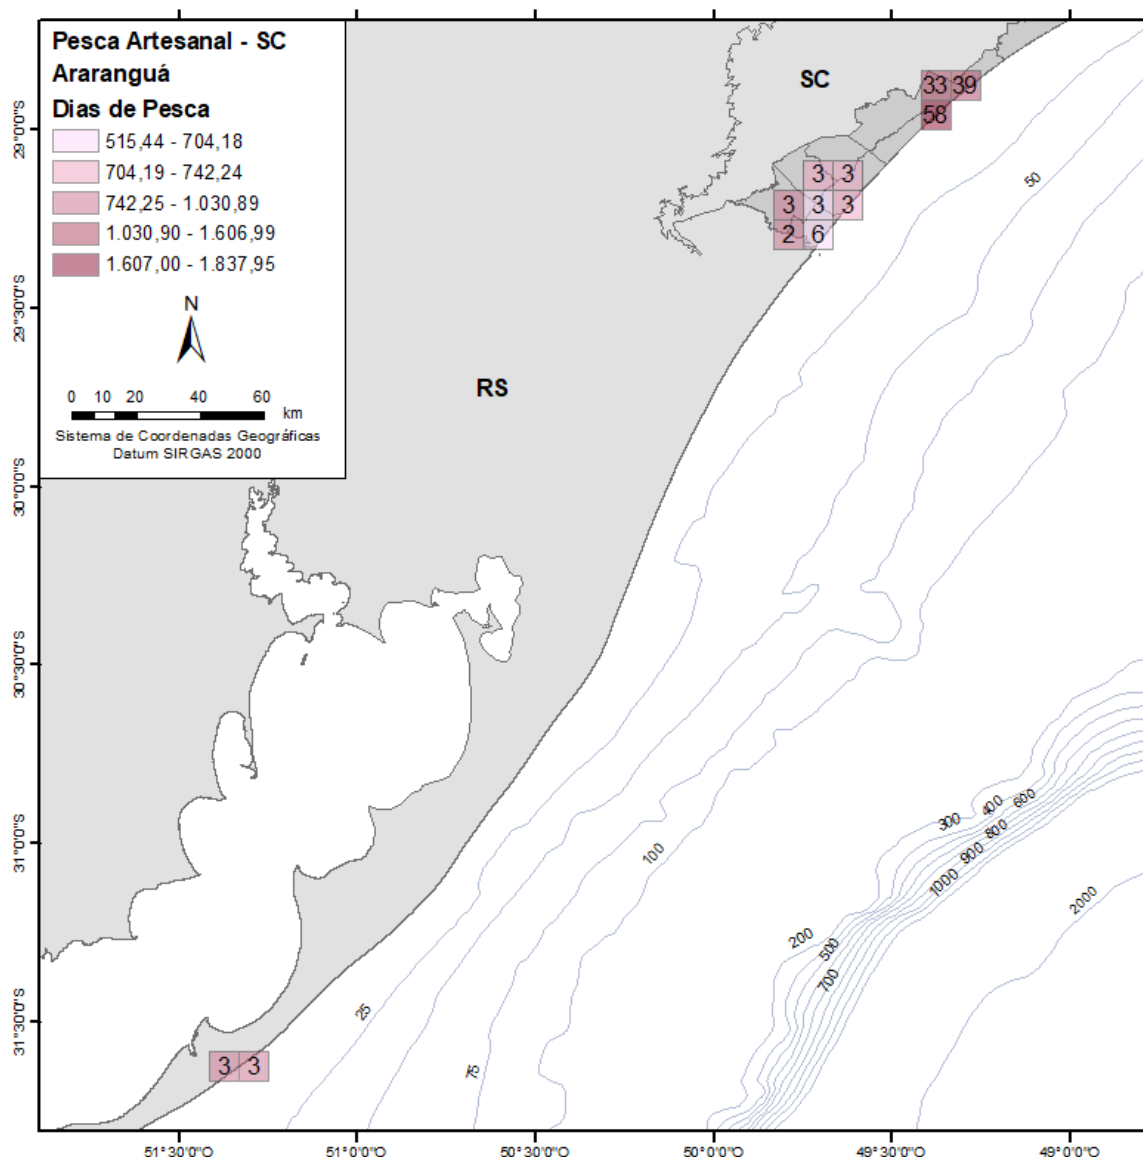 Pesca Artesanal - SC
Araranguá
Dias de Pesca
515,44 - 704,18
704,19 - 742,24
742,25 - 1.030,89
1.030,90 - 1.606,99
1.607,00 - 1.837,95
N
0 10 20 40 60
km
Sistema de Coordenadas Geográficas
Datum SIRGAS 2000
SC
RS
33 39
58
3 3
3 3 3
2 6
3 3
50
25
75
100
200
300
400
500
600
700
800
900
1000
2000
29°0'0"S
29°30'0"S
30°0'0"S
30°30'0"S
31°0'0"S
31°30'0"S
51°30'0"O
51°0'0"O
50°30'0"O
50°0'0"O
49°30'0"O
49°0'0"O